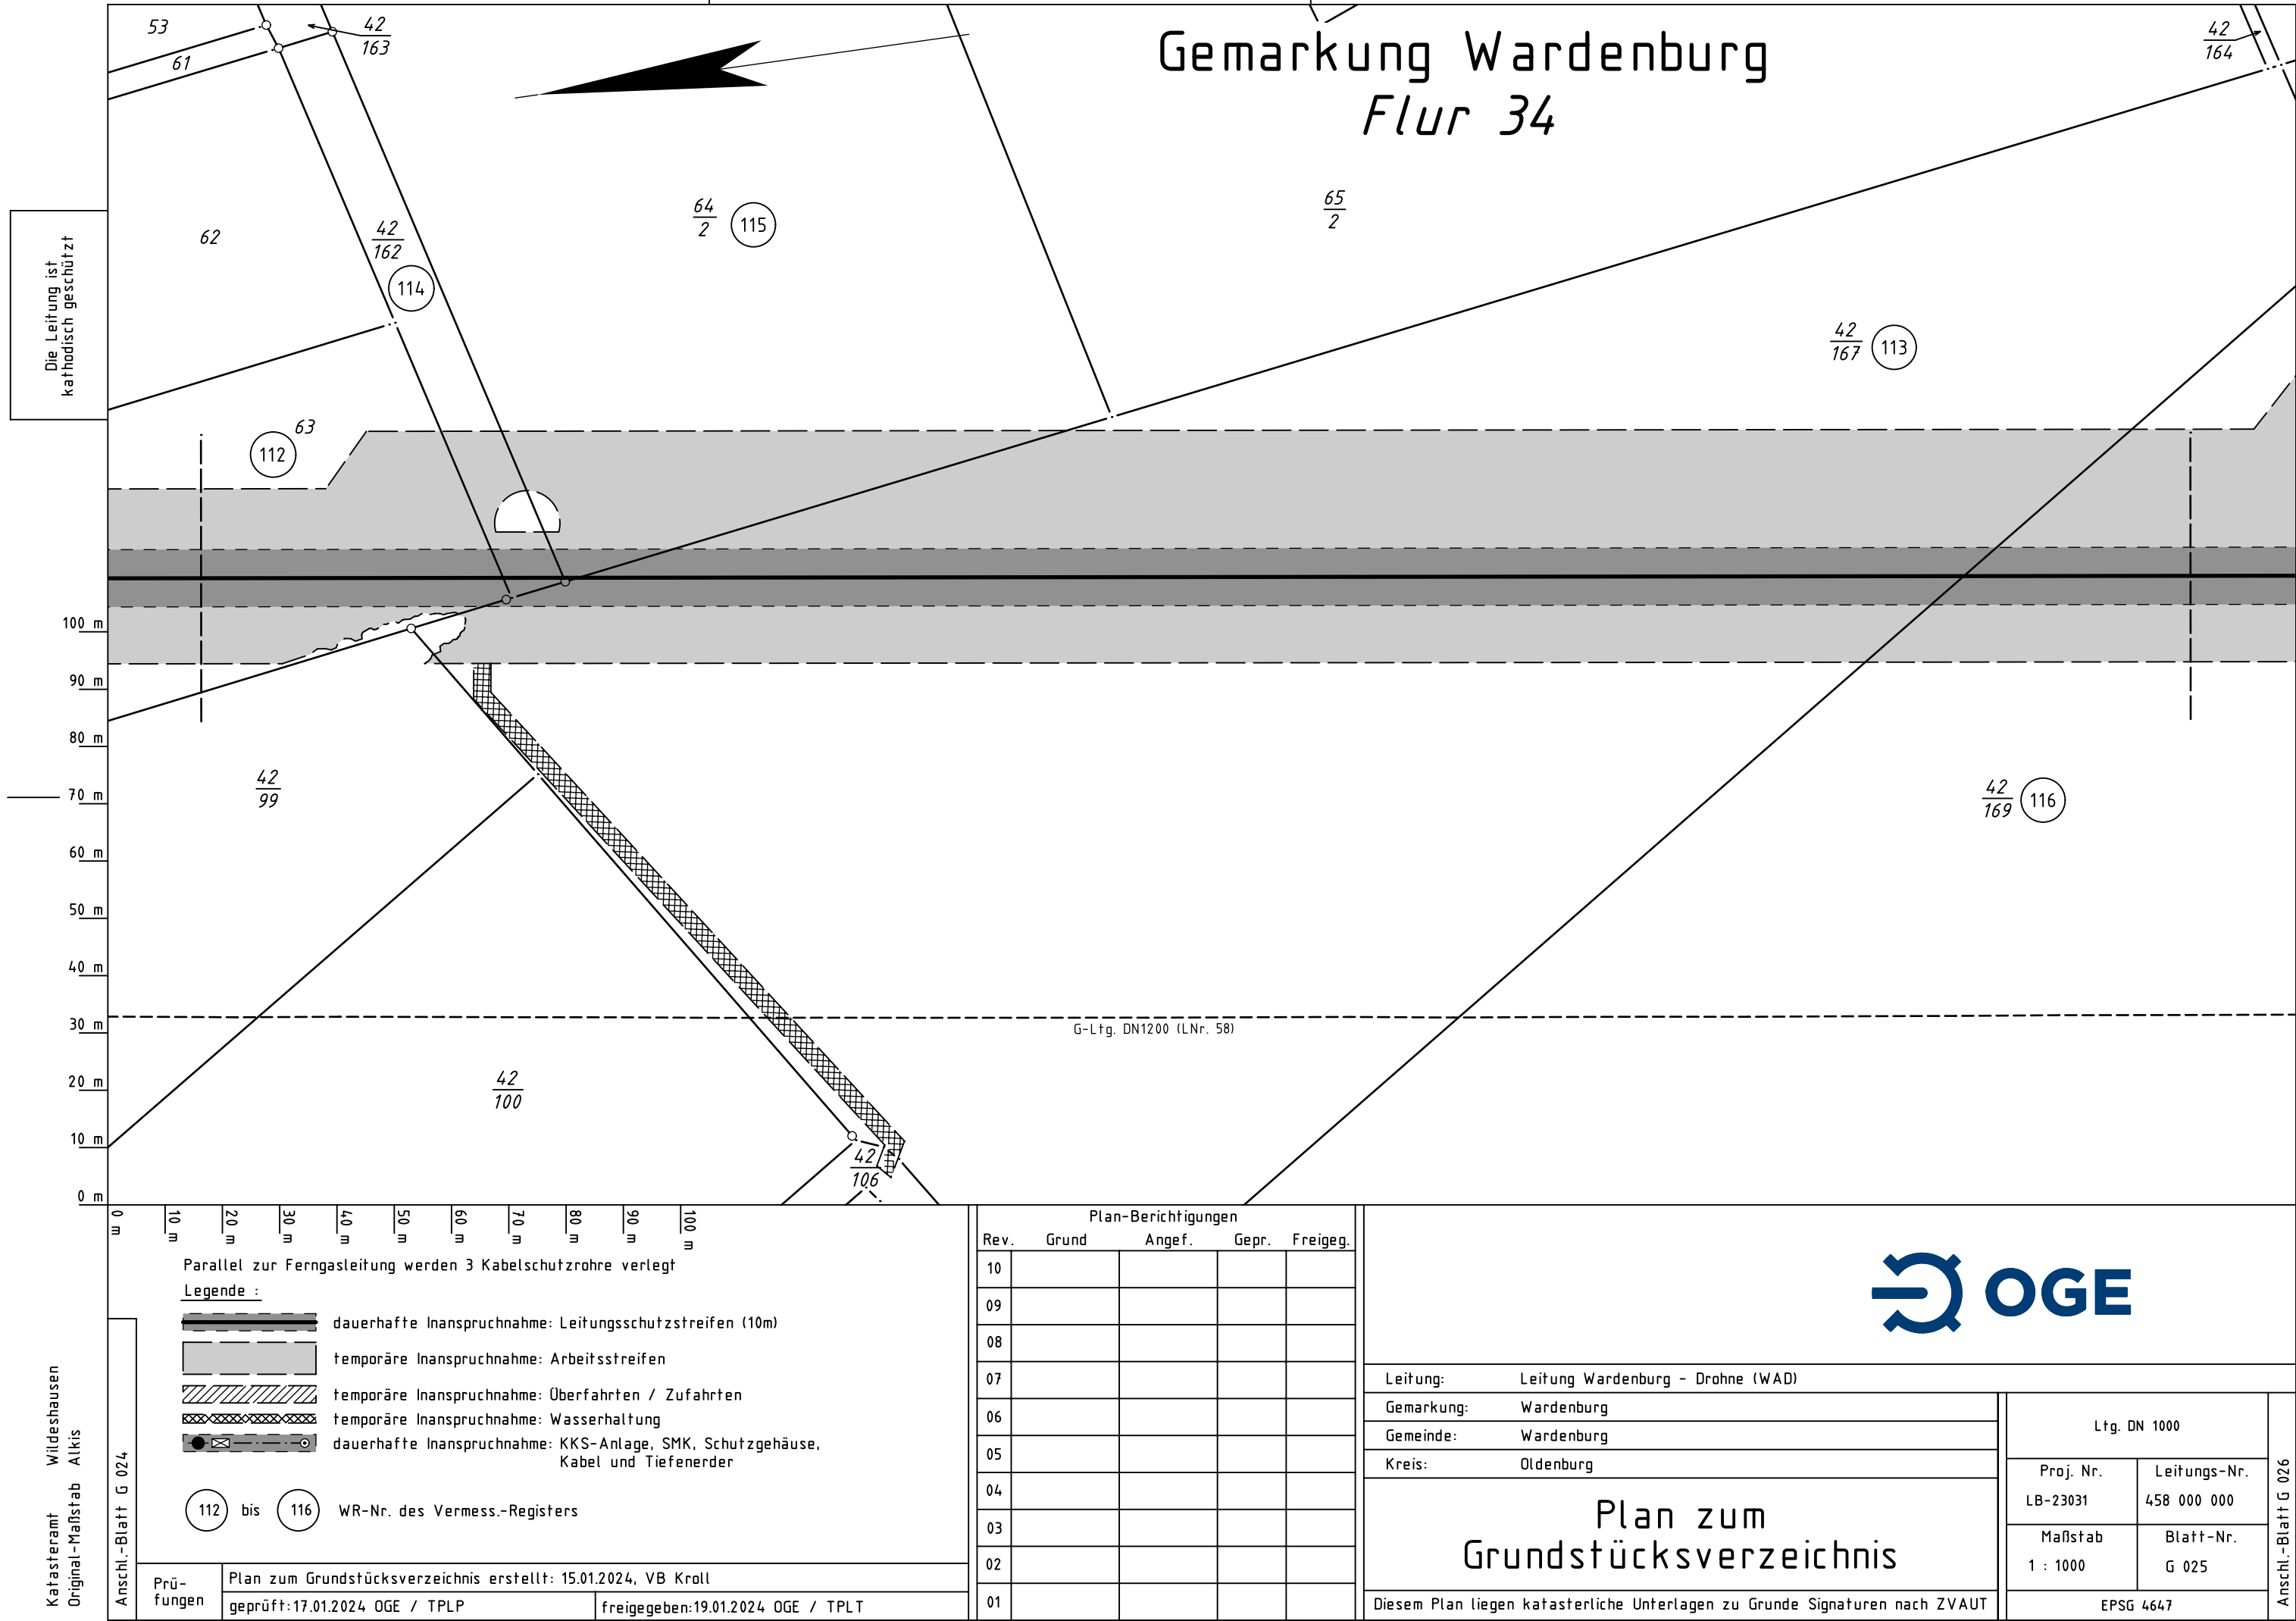 Gemarkung Wardenburg
Flur 34
53
61
42
163
42
164
62
42
162
114
64
2
115
65
2
42
167
113
63
112
Die Leitung ist
kathodisch geschützt
100 m
90 m
80 m
70 m
60 m
50 m
40 m
30 m
20 m
10 m
0 m
42
99
42
169
116
42
100
42
106
G-Ltg. DN1200 (LNr. 58)
0 m
10 m
20 m
30 m
40 m
50 m
60 m
70 m
80 m
90 m
100 m
Parallel zur Ferngasleitung werden 3 Kabelschutzrohre verlegt
Legende :
dauerhafte Inanspruchnahme: Leitungsschutzstreifen (10m)
temporäre Inanspruchnahme: Arbeitsstreifen
temporäre Inanspruchnahme: Überfahrten / Zufahrten
temporäre Inanspruchnahme: Wasserhaltung
dauerhafte Inanspruchnahme: KKS-Anlage, SMK, Schutzgehäuse,
Kabel und Tiefenerder
112 bis 116 WR-Nr. des Vermess.-Registers
Katasteramt Wildeshausen
Original-Maßstab Alkis
Anschl.-Blatt G 024
Prü-
fungen
Plan zum Grundstücksverzeichnis erstellt: 15.01.2024, VB Kroll
geprüft:17.01.2024 OGE / TPLP
freigegeben:19.01.2024 OGE / TPLT
Plan-Berichtigungen
Rev. Grund Angef. Gepr. Freigeg.
10
09
08
07
06
05
04
03
02
01
OGE
Leitung: Leitung Wardenburg - Drohne (WAD)
Gemarkung: Wardenburg
Gemeinde: Wardenburg
Kreis: Oldenburg
Plan zum
Grundstücksverzeichnis
Diesem Plan liegen katasterliche Unterlagen zu Grunde Signaturen nach ZVAUT
Ltg. DN 1000
Proj. Nr. Leitungs-Nr.
LB-23031 458 000 000
Maßstab Blatt-Nr.
1 : 1000 G 025
EPSG 4647
Anschl.-Blatt G 026